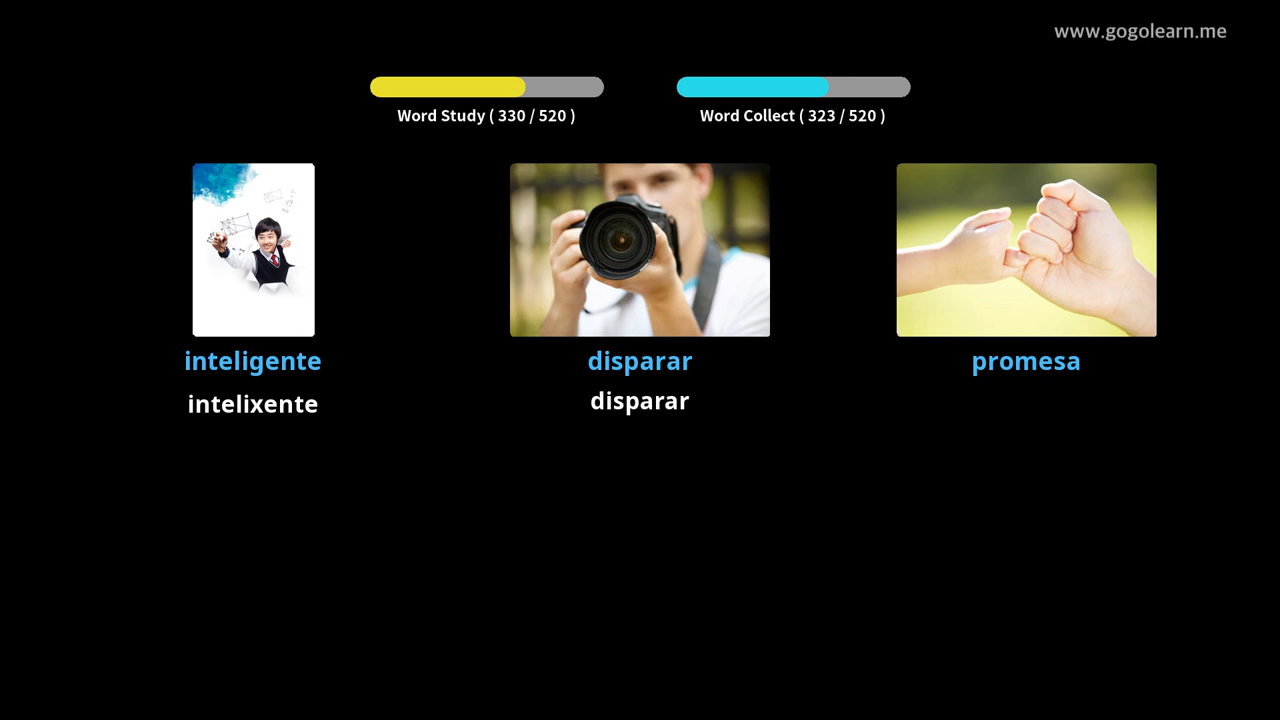 www.gogolearn.me
Word Study ( 330 / 520 )
Word Collect ( 323 / 520 )
inteligente
disparar
promesa
intelixente
disparar